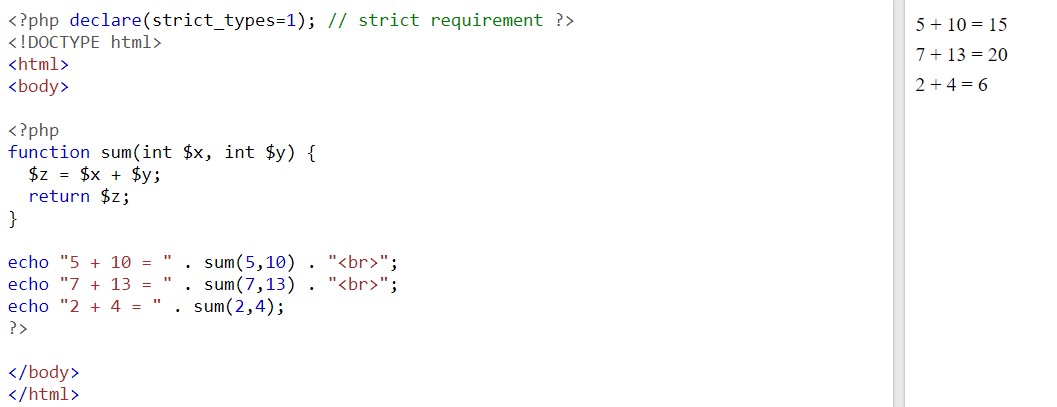 <?php declare(strict_types=1); // strict requirement ?>
<!DOCTYPE html>
<html>
<body>

<?php
function sum(int $x, int $y) {
  $z = $x + $y;
  return $z;
}

echo "5 + 10 = " . sum(5,10) . "<br>";
echo "7 + 13 = " . sum(7,13) . "<br>";
echo "2 + 4 = " . sum(2,4);
?>

</body>
</html>
5 + 10 = 15
7 + 13 = 20
2 + 4 = 6